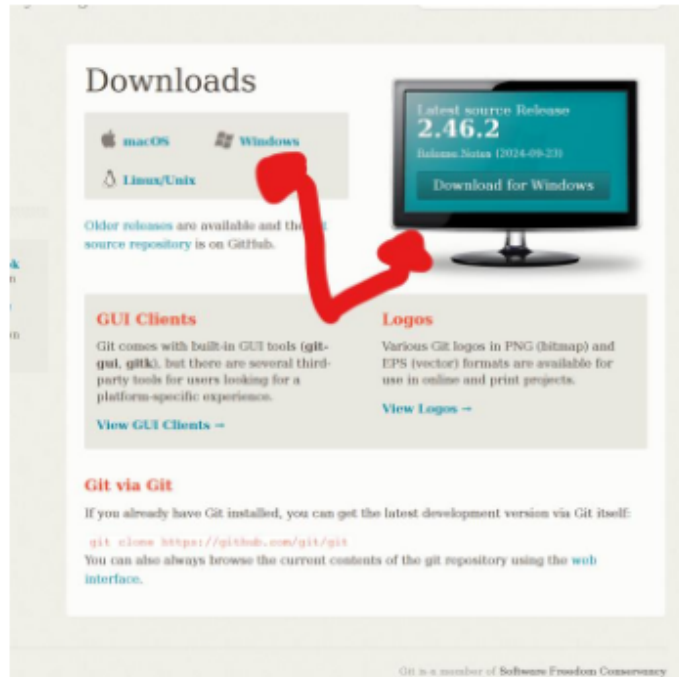 Downloads
macOS
Windows
Linux/Unix
Older releases are available and the
source repository is on GitHub.
Latest source Release
2.46.2
Release Notes (2024-09-23)
Download for Windows
GUI Clients
Git comes with built-in GUI tools (git-
gui, gitk), but there are several third-
party tools for users looking for a
platform-specific experience.
View GUI Clients →
Logos
Various Git logos in PNG (bitmap) and
EPS (vector) formats are available for
use in online and print projects.
View Logos →
Git via Git
If you already have Git installed, you can get the latest development version via Git itself:
git clone https://github.com/git/git
You can also always browse the current contents of the git repository using the web
interface.
Git is a member of Software Freedom Conservancy